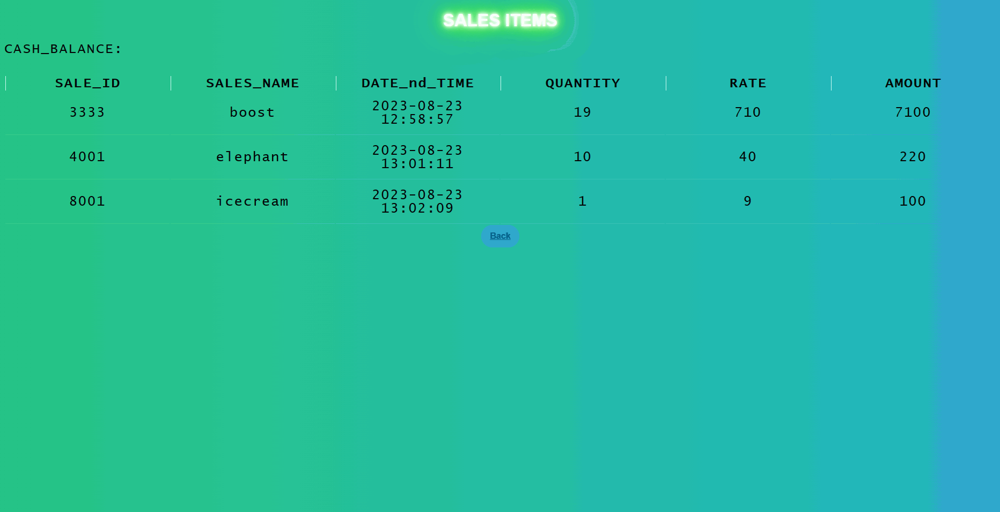 SALES ITEMS
CASH_BALANCE:
SALE_ID SALES_NAME DATE_nd_TIME QUANTITY RATE AMOUNT
3333 boost 2023-08-23 12:58:57 19 710 7100
4001 elephant 2023-08-23 13:01:11 10 40 220
8001 icecream 2023-08-23 13:02:09 1 9 100
Back